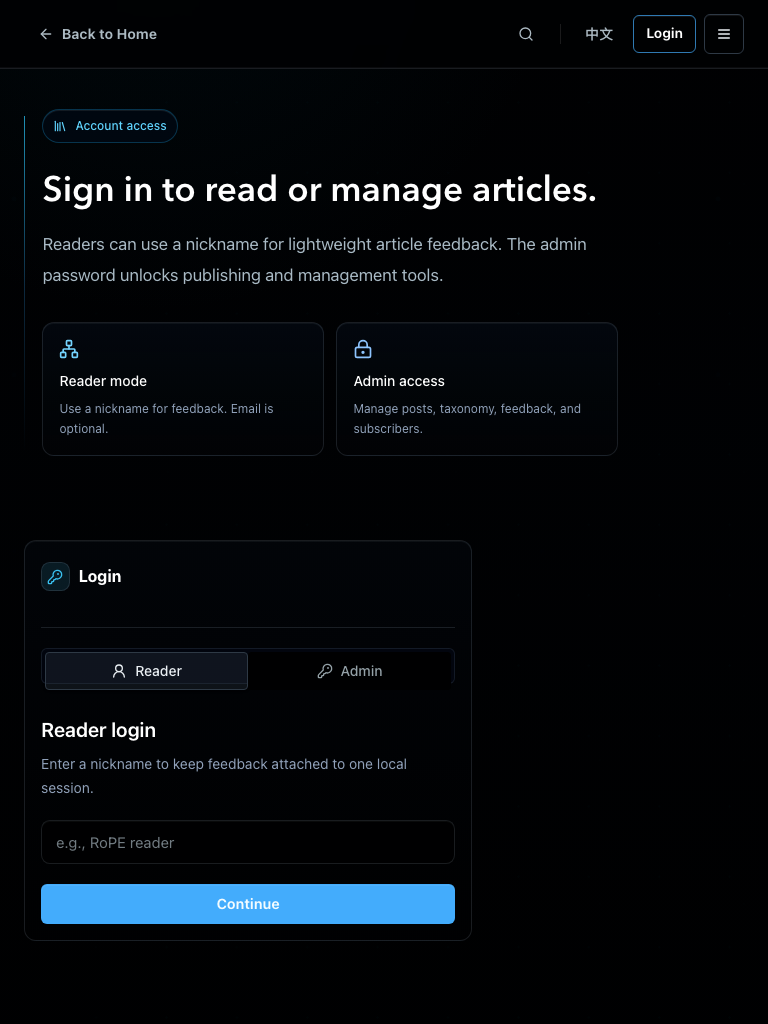 Back to Home
中文
Login
Account access
Sign in to read or manage articles.
Readers can use a nickname for lightweight article feedback. The admin
password unlocks publishing and management tools.
Reader mode
Use a nickname for feedback. Email is
optional.
Admin access
Manage posts, taxonomy, feedback, and
subscribers.
Login
Reader
Admin
Reader login
Enter a nickname to keep feedback attached to one local
session.
e.g., RoPE reader
Continue